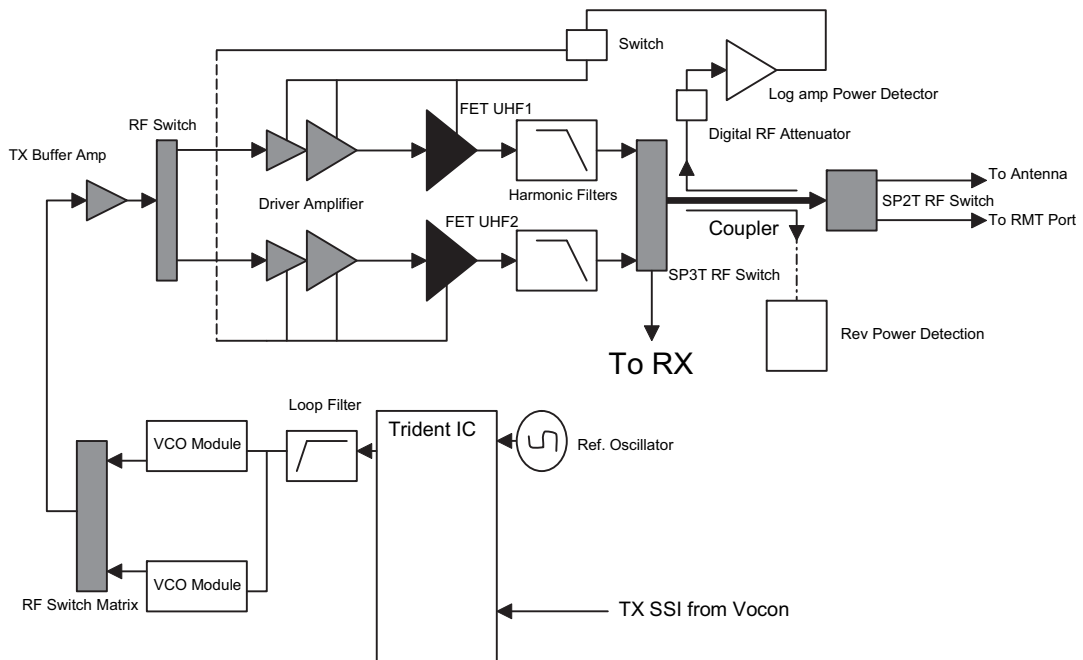 Switch
Log amp Power Detector
FET UHF1
RF Switch
Digital RF Attenuator
TX Buffer Amp
To Antenna
Harmonic Filters
SP2T RF Switch
Driver Amplifier
To RMT Port
FET UHF2
Coupler
SP3T RF Switch
Rev Power Detection
To RX
Loop Filter
Trident IC
VCO Module
Ref. Oscillator
VCO Module
RF Switch Matrix
TX SSI from Vocon